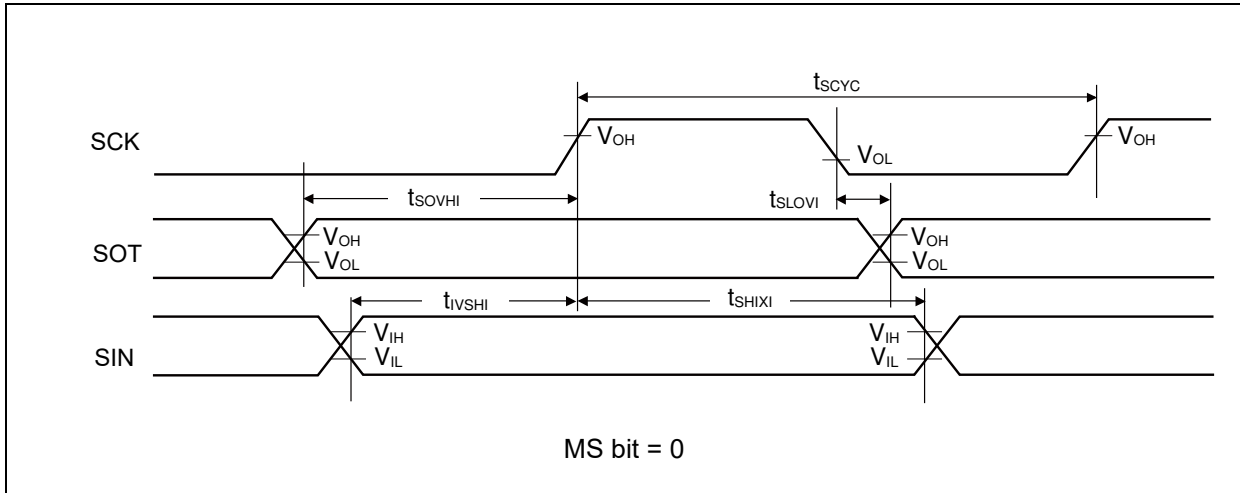 tSCYC
SCK
VOH
VOL
VOH
tSOVHI
tSLOVI
SOT
VOH
VOL
VOH
VOL
tIVSHI
tSHIXI
SIN
VIH
VIL
VIH
VIL
MS bit = 0